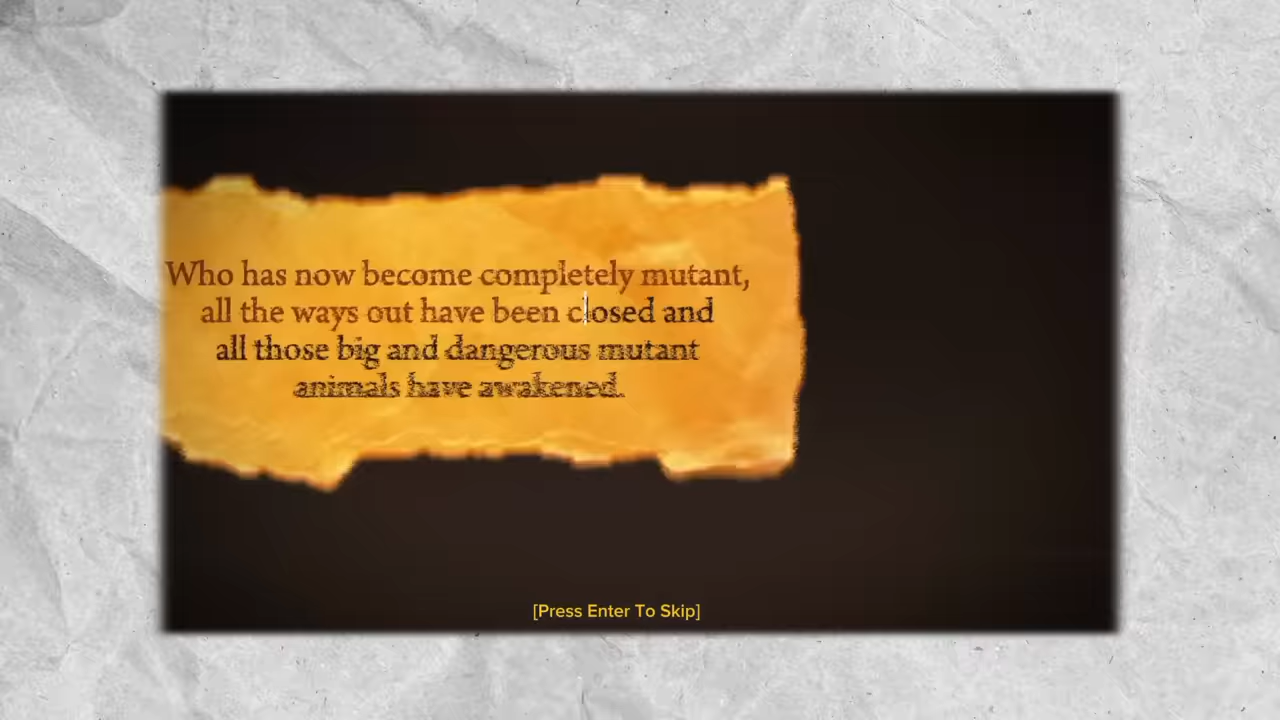 Who has now become completely mutant,
all the ways out have been closed and
all those big and dangerous mutant
animals have awakened.
[Press Enter To Skip]